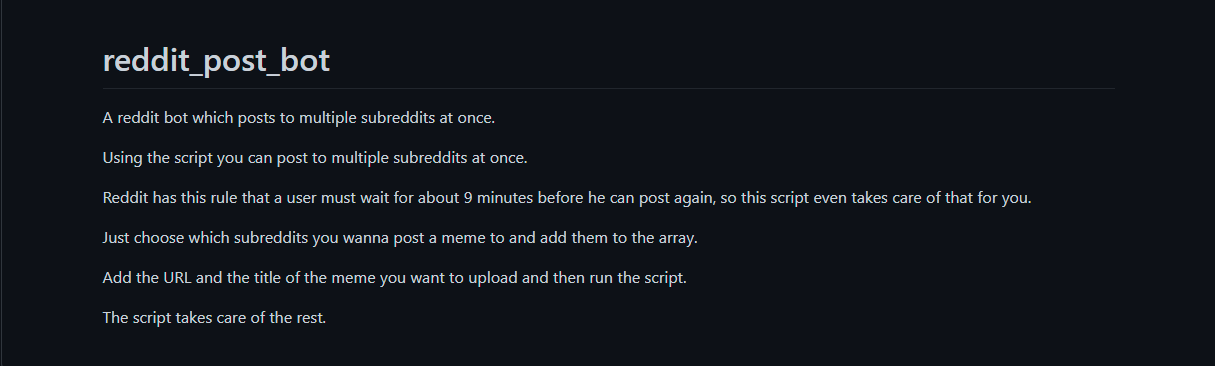 reddit_post_bot
A reddit bot which posts to multiple subreddits at once.
Using the script you can post to multiple subreddits at once.
Reddit has this rule that a user must wait for about 9 minutes before he can post again, so this script even takes care of that for you.
Just choose which subreddits you wanna post a meme to and add them to the array.
Add the URL and the title of the meme you want to upload and then run the script.
The script takes care of the rest.